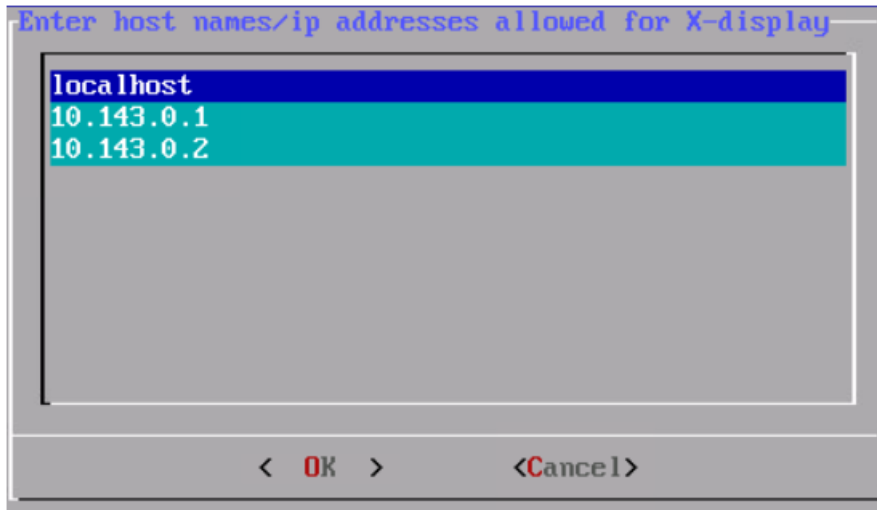 Enter host names/ip addresses allowed for X-display
localhost
10.143.0.1
10.143.0.2
< OK > <Cancel>